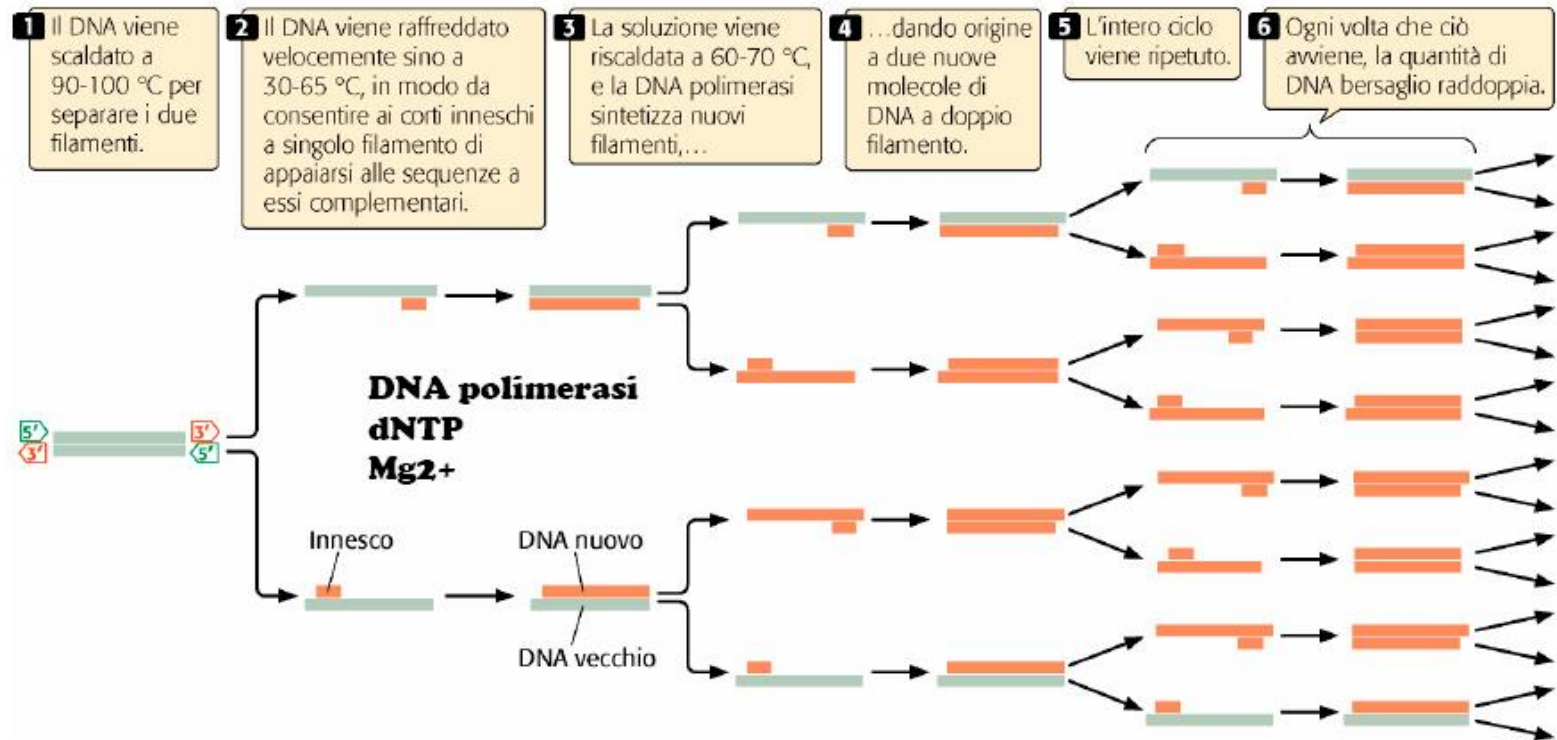 1 Il DNA viene
scaldato a
90-100 °C per
separare i due
filamenti.
2 Il DNA viene raffreddato
velocemente sino a
30-65 °C, in modo da
consentire ai corti inneschi
a singolo filamento di
appaiarsi alle sequenze a
essi complementari.
3 La soluzione viene
riscaldata a 60-70 °C,
e la DNA polimerasi
sintetizza nuovi
filamenti,...
4 ...dando origine
a due nuove
molecole di
DNA a doppio
filamento.
5 L'intero ciclo
viene ripetuto.
6 Ogni volta che ciò
avviene, la quantità di
DNA bersaglio raddoppia.
DNA polimerasi
dNTP
Mg2+
5' 3'
3' 5'
Innesco
DNA nuovo
DNA vecchio